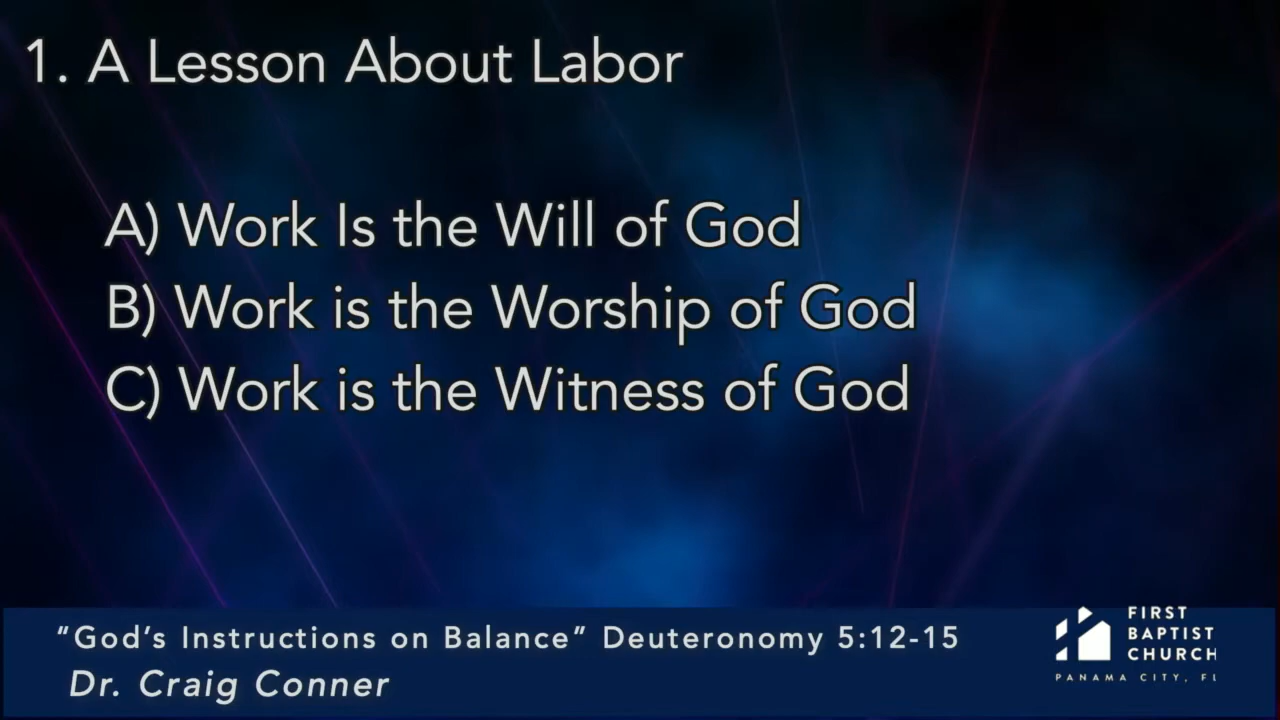 1. A Lesson About Labor
A) Work Is the Will of God
B) Work is the Worship of God
C) Work is the Witness of God
"God's Instructions on Balance" Deuteronomy 5:12-15
Dr. Craig Conner
FIRST
BAPTIST
CHURCH
PANAMA CITY, FL